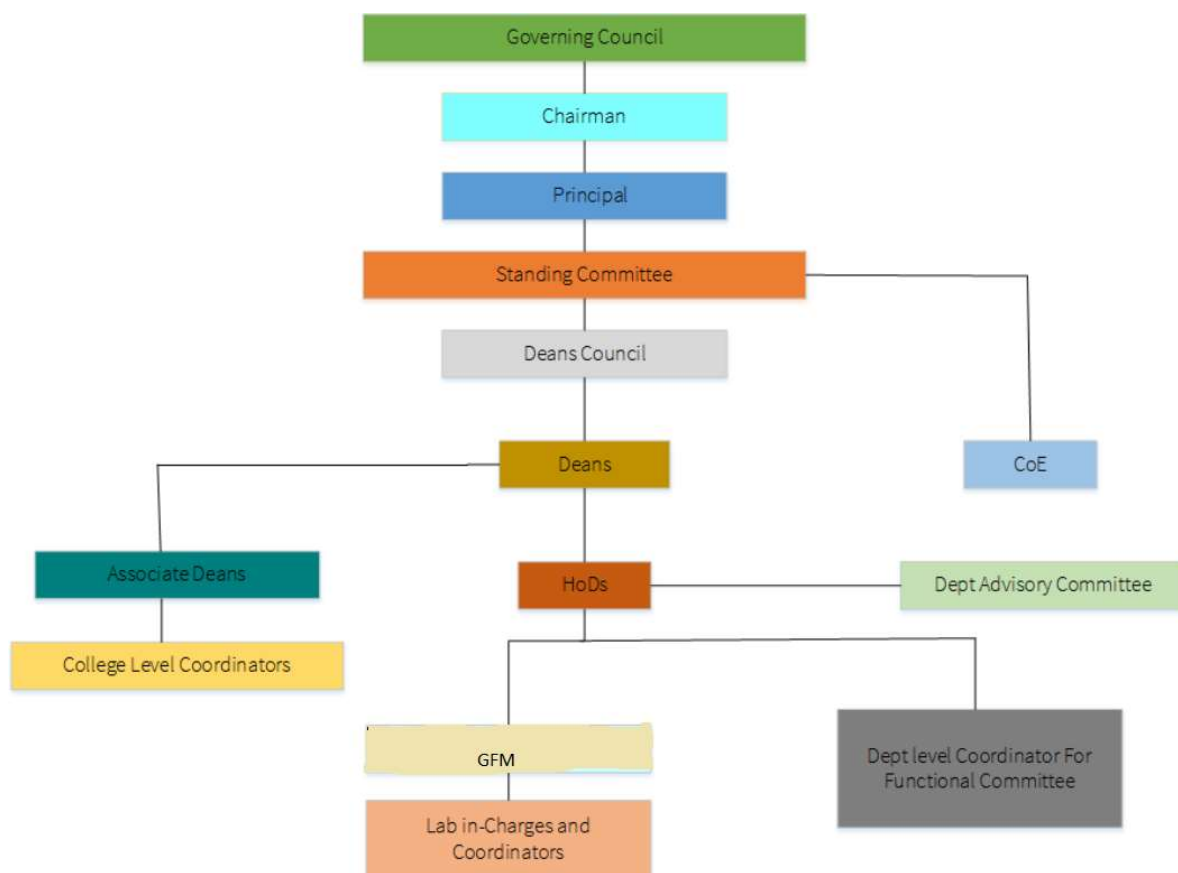 Governing Council
Chairman
Principal
Standing Committee
Deans Council
Deans
CoE
Associate Deans
HoDs
Dept Advisory Committee
College Level Coordinators
GFM
Dept level Coordinator For
Functional Committee
Lab in-Charges and
Coordinators